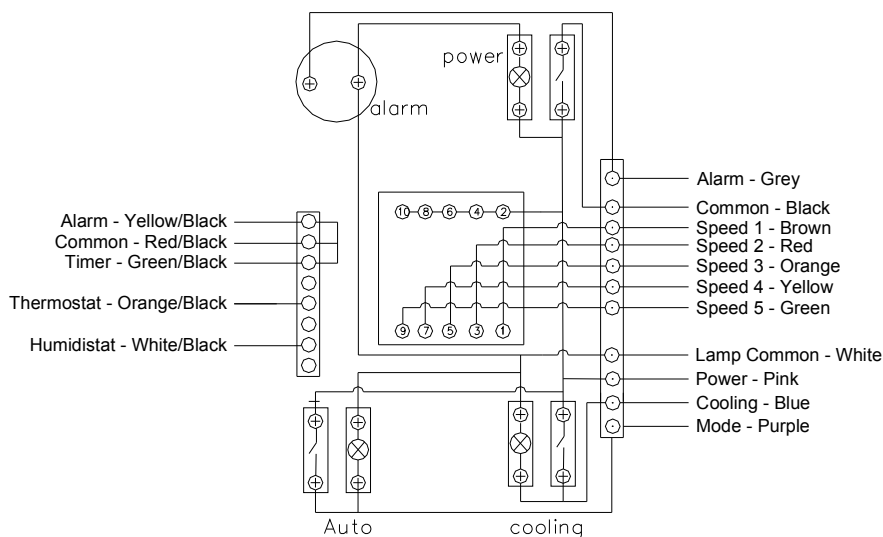 power
alarm
Alarm - Grey
Common - Black
Speed 1 - Brown
Speed 2 - Red
Speed 3 - Orange
Speed 4 - Yellow
Speed 5 - Green
Lamp Common - White
Power - Pink
Cooling - Blue
Mode - Purple
Alarm - Yellow/Black
Common - Red/Black
Timer - Green/Black
Thermostat - Orange/Black
Humidistat - White/Black
10 8 6 4 2
9 7 5 3 1
Auto
cooling